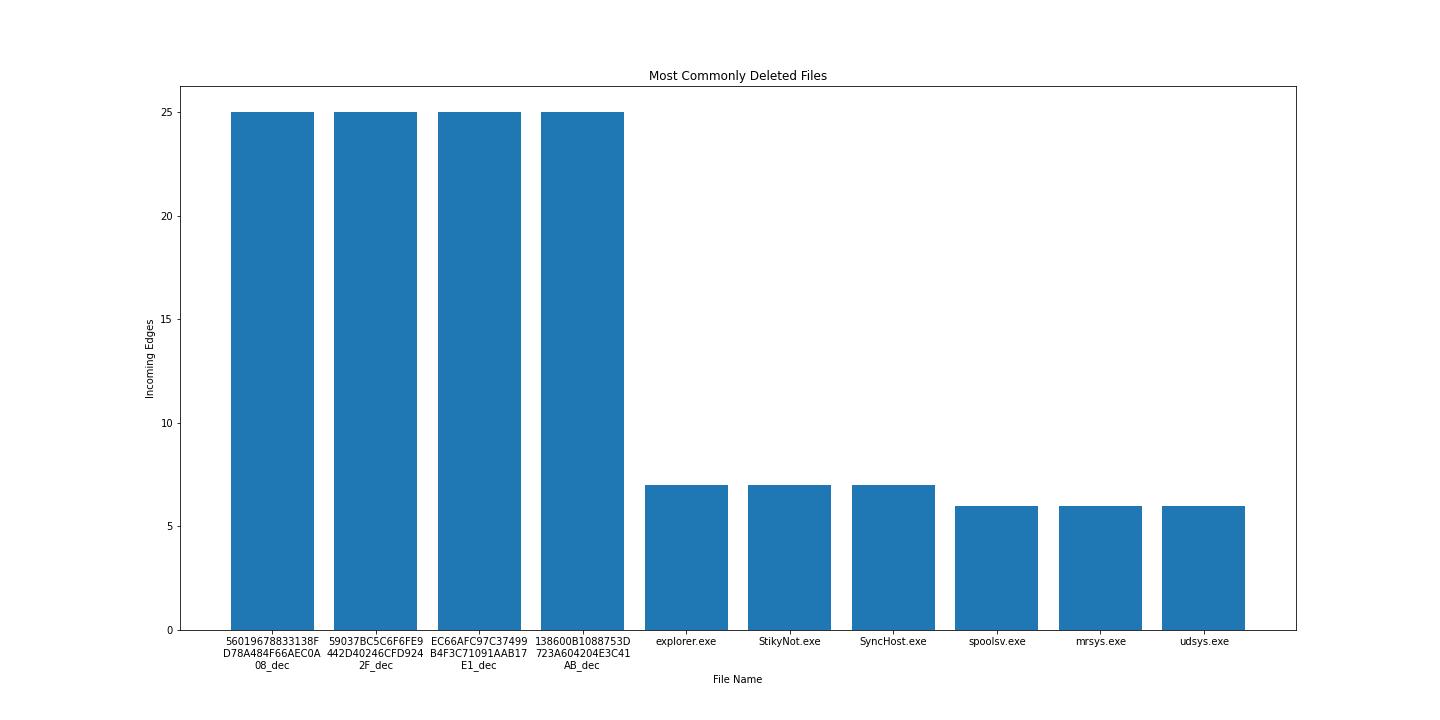 Most Commonly Deleted Files
25
20
15
10
5
0
Incoming Edges
56019678833138F
D78A484F66AEC0A
08_dec
59037BC5C6F6FE9
442D40246CFD924
2F_dec
EC66AFC97C37499
B4F3C71091AAB17
E1_dec
138600B1088753D
723A604204E3C41
AB_dec
explorer.exe
StikyNot.exe
SyncHost.exe
spoolsv.exe
mrsys.exe
udsys.exe
File Name